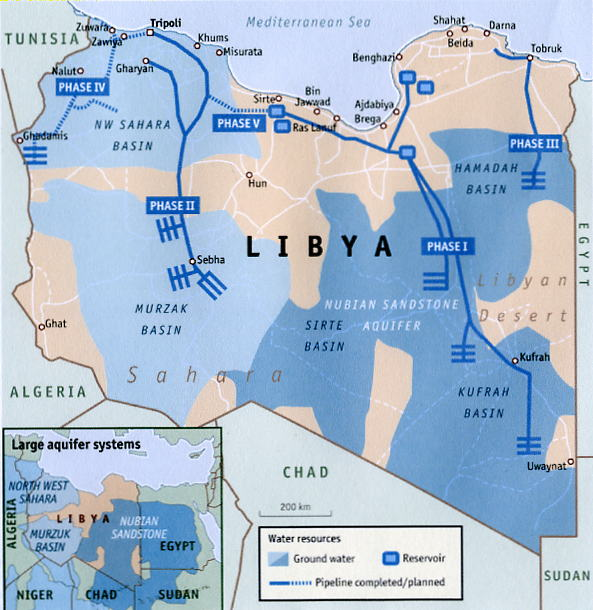 Mediterranean Sea
TUNISIA
Zuwara
Zawiya
Tripoli
Khums
Misurata
Gharyan
Nalut
PHASE IV
Ghadamis
NW SAHARA
BASIN
PHASE V
Sirte
Bin
Jawwad
Ras Lanuf
Ajdabiya
Brega
Benghazi
Shahat
Beida
Darna
Tobruk
PHASE III
HAMADAH
BASIN
EGYPT
Hun
PHASE II
LIBYA
PHASE I
Sebha
Libyan
Desert
MURZAK
BASIN
NUBIAN SANDSTONE
AQUIFER
SIRTE
BASIN
Ghat
Sahara
Kufrah
KUFRAH
BASIN
ALGERIA
Uwaynat
CHAD
200 km
SUDAN
Large aquifer systems
NORTH WEST
SAHARA
ALGERIA
LIBYA
MURZUK
BASIN
NUBIAN
SANDSTONE
EGYPT
NIGER
CHAD
SUDAN
Water resources
Ground water
Reservoir
Pipeline completed/planned